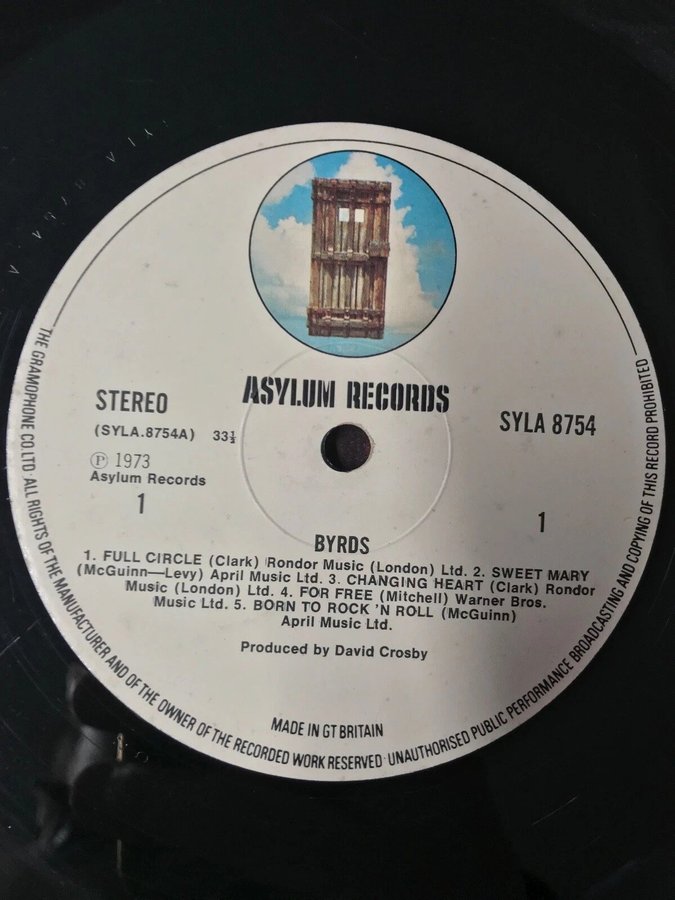 ASYLUM RECORDS
STEREO
SYLA 8754
(SYLA.8754A) 33⅓
Ⓟ 1973
Asylum Records
1
1
BYRDS
1. FULL CIRCLE (Clark) Rondor Music (London) Ltd. 2. SWEET MARY
(McGuinn—Levy) April Music Ltd. 3. CHANGING HEART (Clark) Rondor
Music (London) Ltd. 4. FOR FREE (Mitchell) Warner Bros.
Music Ltd. 5. BORN TO ROCK 'N ROLL (McGuinn)
April Music Ltd.
Produced by David Crosby
MADE IN GT BRITAIN
THE GRAMOPHONE CO. LTD · ALL RIGHTS OF THE MANUFACTURER AND OF THE OWNER OF THE RECORDED WORK RESERVED · UNAUTHORISED PUBLIC PERFORMANCE BROADCASTING AND COPYING OF THIS RECORD PROHIBITED